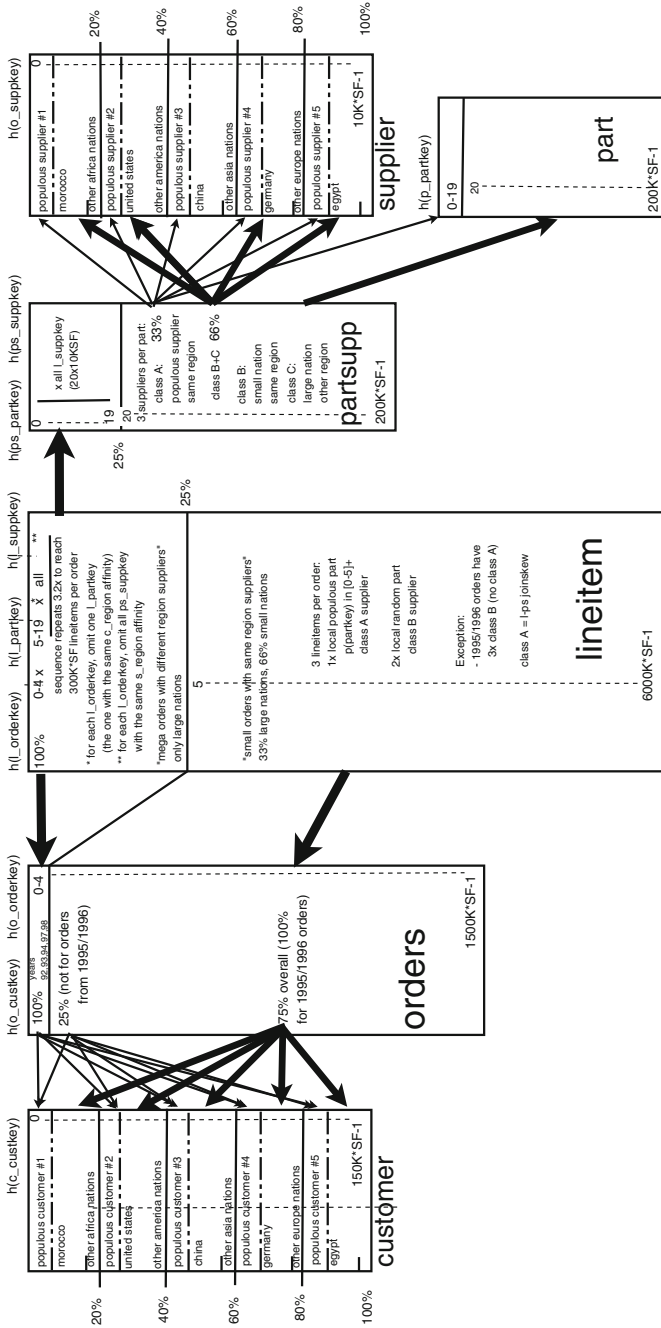 h(c_custkey)
0
populous customer #1
morocco
other africa nations
populous customer #2
united states
other america nations
populous customer #3
china
other asia nations
populous customer #4
germany
other europe nations
populous customer #5
egypt
20%
40%
60%
80%
100%
150K*SF-1
customer
h(o_custkey)
h(o_orderkey)
100%
years
92,93,94,97,98
0-4
25% (not for orders
from 1995/1996)
75% overall (100%
for 1995/1996 orders)
orders
1500K*SF-1
h(l_orderkey)
h(l_partkey)
h(l_suppkey)
100%
0-4 x
5-19
x
all
**
*
sequence repeats 3.2x to reach
300K*SF lineitems per order
* for each l_orderkey, omit one l_partkey
(the one with the same c_region affinity)
** for each l_orderkey, omit all ps_suppkey
with the same s_region affinity
"mega orders with different region suppliers"
only large nations
25%
5
"small orders with same region suppliers"
33% large nations, 66% small nations
3 lineitems per order:
1x local populous part
p(partkey) in [0-5]+
class A supplier
2x local random part
class B supplier
Exception:
- 1995/1996 orders have
3x class B (no class A)
class A = l-ps joinskew
lineitem
6000K*SF-1
h(ps_partkey)
h(ps_suppkey)
0
19
x all l_suppkey
(20x10KSF)
25%
20
3 suppliers per part:
class A:
33%
populous supplier
same region
class B+C
66%
class B:
small nation
same region
class C:
large nation
other region
partsupp
200K*SF-1
h(o_suppkey)
0
populous supplier #1
morocco
other africa nations
populous supplier #2
united states
other america nations
populous supplier #3
china
other asia nations
populous supplier #4
germany
other europe nations
populous supplier #5
egypt
20%
40%
60%
80%
100%
10K*SF-1
supplier
h(p_partkey)
0-19
20
part
200K*SF-1